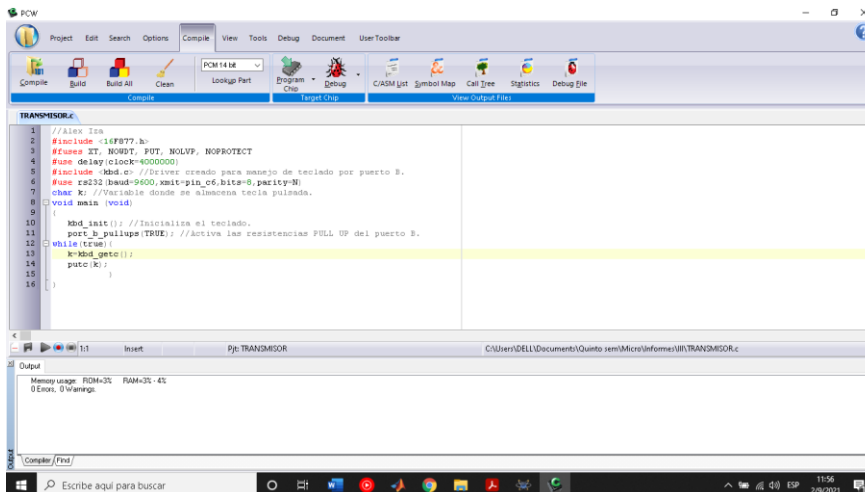 PCW
Project Edit Search Options Compile View Tools Debug Document User Toolbar
PCM 14 bit
Compile Build Build All Clean Lookup Part Program Chip Debug C/ASM List Symbol Map Call Tree Statistics Debug File
Compile Target Chip View Output Files
TRANSMISOR.c
1 //Alex Iza
2 #include <16F877.h>
3 #fuses XT, NOWDT, PUT, NOLVP, NOPROTECT
4 #use delay(clock=4000000)
5 #include <kbd.c> //Driver creado para manejo de teclado por puerto B.
6 #use rs232(baud=9600,xmit=pin_c6,bits=8,parity=N)
7 char k; //Variable donde se almacena tecla pulsada.
8 void main (void)
9 {
10 kbd_init(); //Inicializa el teclado.
11 port_b_pullups(TRUE); //Activa las resistencias PULL UP del puerto B.
12 while(true){
13 k=kbd_getc();
14 putc(k);
15 }
16 }
1:1 Insert Pjt: TRANSMISOR C:\Users\DELL\Documents\Quinto sem\Micro\Informes\III\TRANSMISOR.c
Output
Memory usage: ROM=3% RAM=3% - 4%
0 Errors, 0 Warnings.
Output
Compiler Find
Escribe aquí para buscar
ESP
11:56
2/9/2021